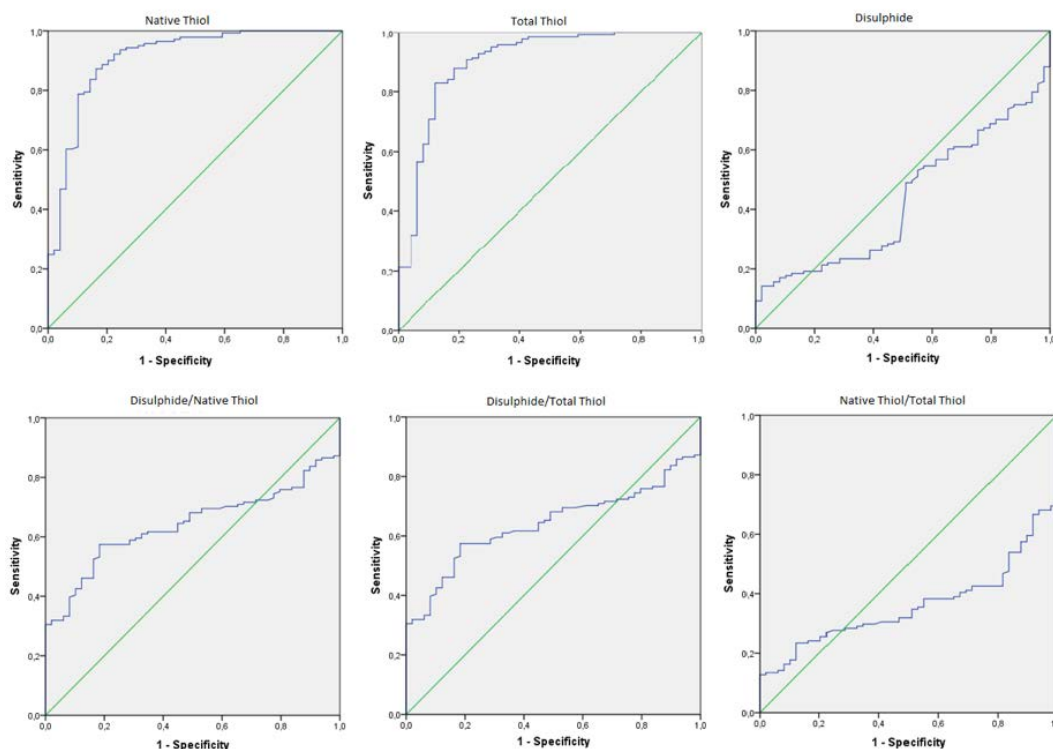 Native Thiol
1,0
0,8
0,6
0,4
0,2
0,0
Sensitivity
0,0 0,2 0,4 0,6 0,8 1,0
1 - Specificity
Total Thiol
1,0
0,8
0,6
0,4
0,2
0,0
Sensitivity
0,0 0,2 0,4 0,6 0,8 1,0
1 - Specificity
Disulphide
1,0
0,8
0,6
0,4
0,2
0,0
Sensitivity
0,0 0,2 0,4 0,6 0,8 1,0
1 - Specificity
Disulphide/Native Thiol
1,0
0,8
0,6
0,4
0,2
0,0
Sensitivity
0,0 0,2 0,4 0,6 0,8 1,0
1 - Specificity
Disulphide/Total Thiol
1,0
0,8
0,6
0,4
0,2
0,0
Sensitivity
0,0 0,2 0,4 0,6 0,8 1,0
1 - Specificity
Native Thiol/Total Thiol
1,0
0,8
0,6
0,4
0,2
0,0
Sensitivity
0,0 0,2 0,4 0,6 0,8 1,0
1 - Specificity